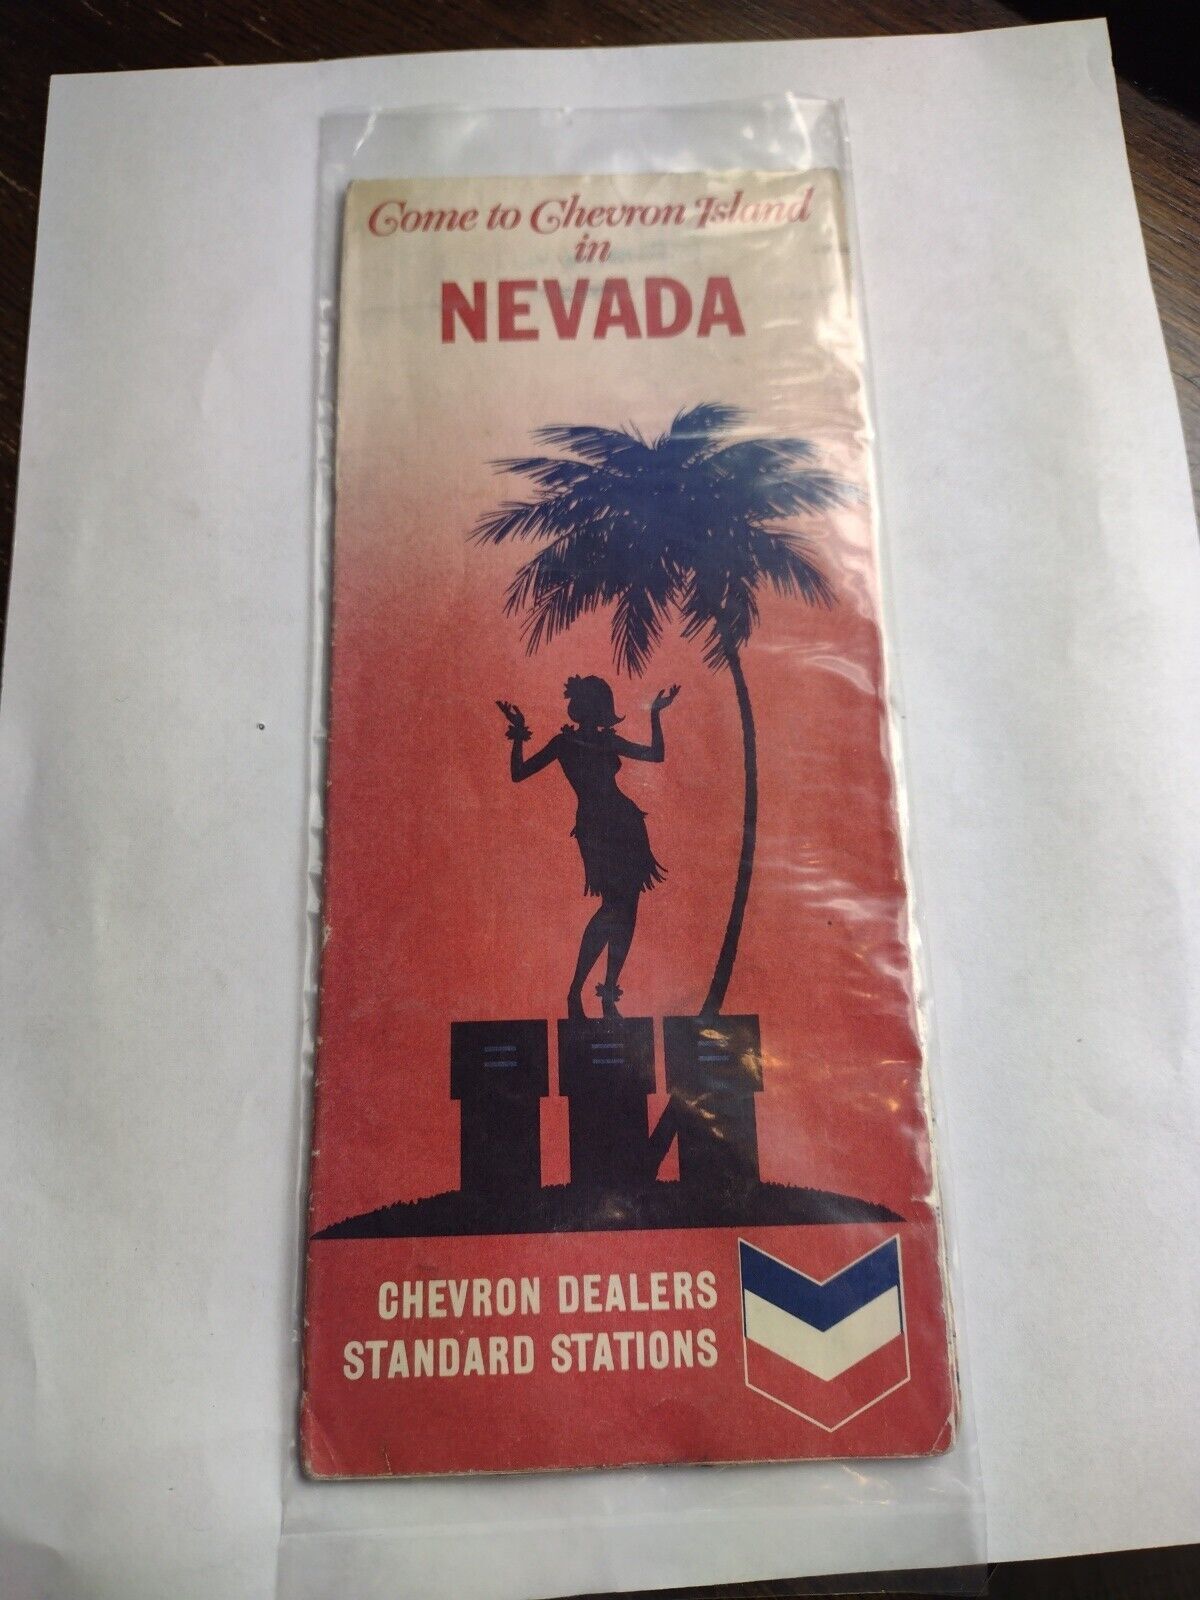 Come to Chevron Island
in
NEVADA
CHEVRON DEALERS
STANDARD STATIONS